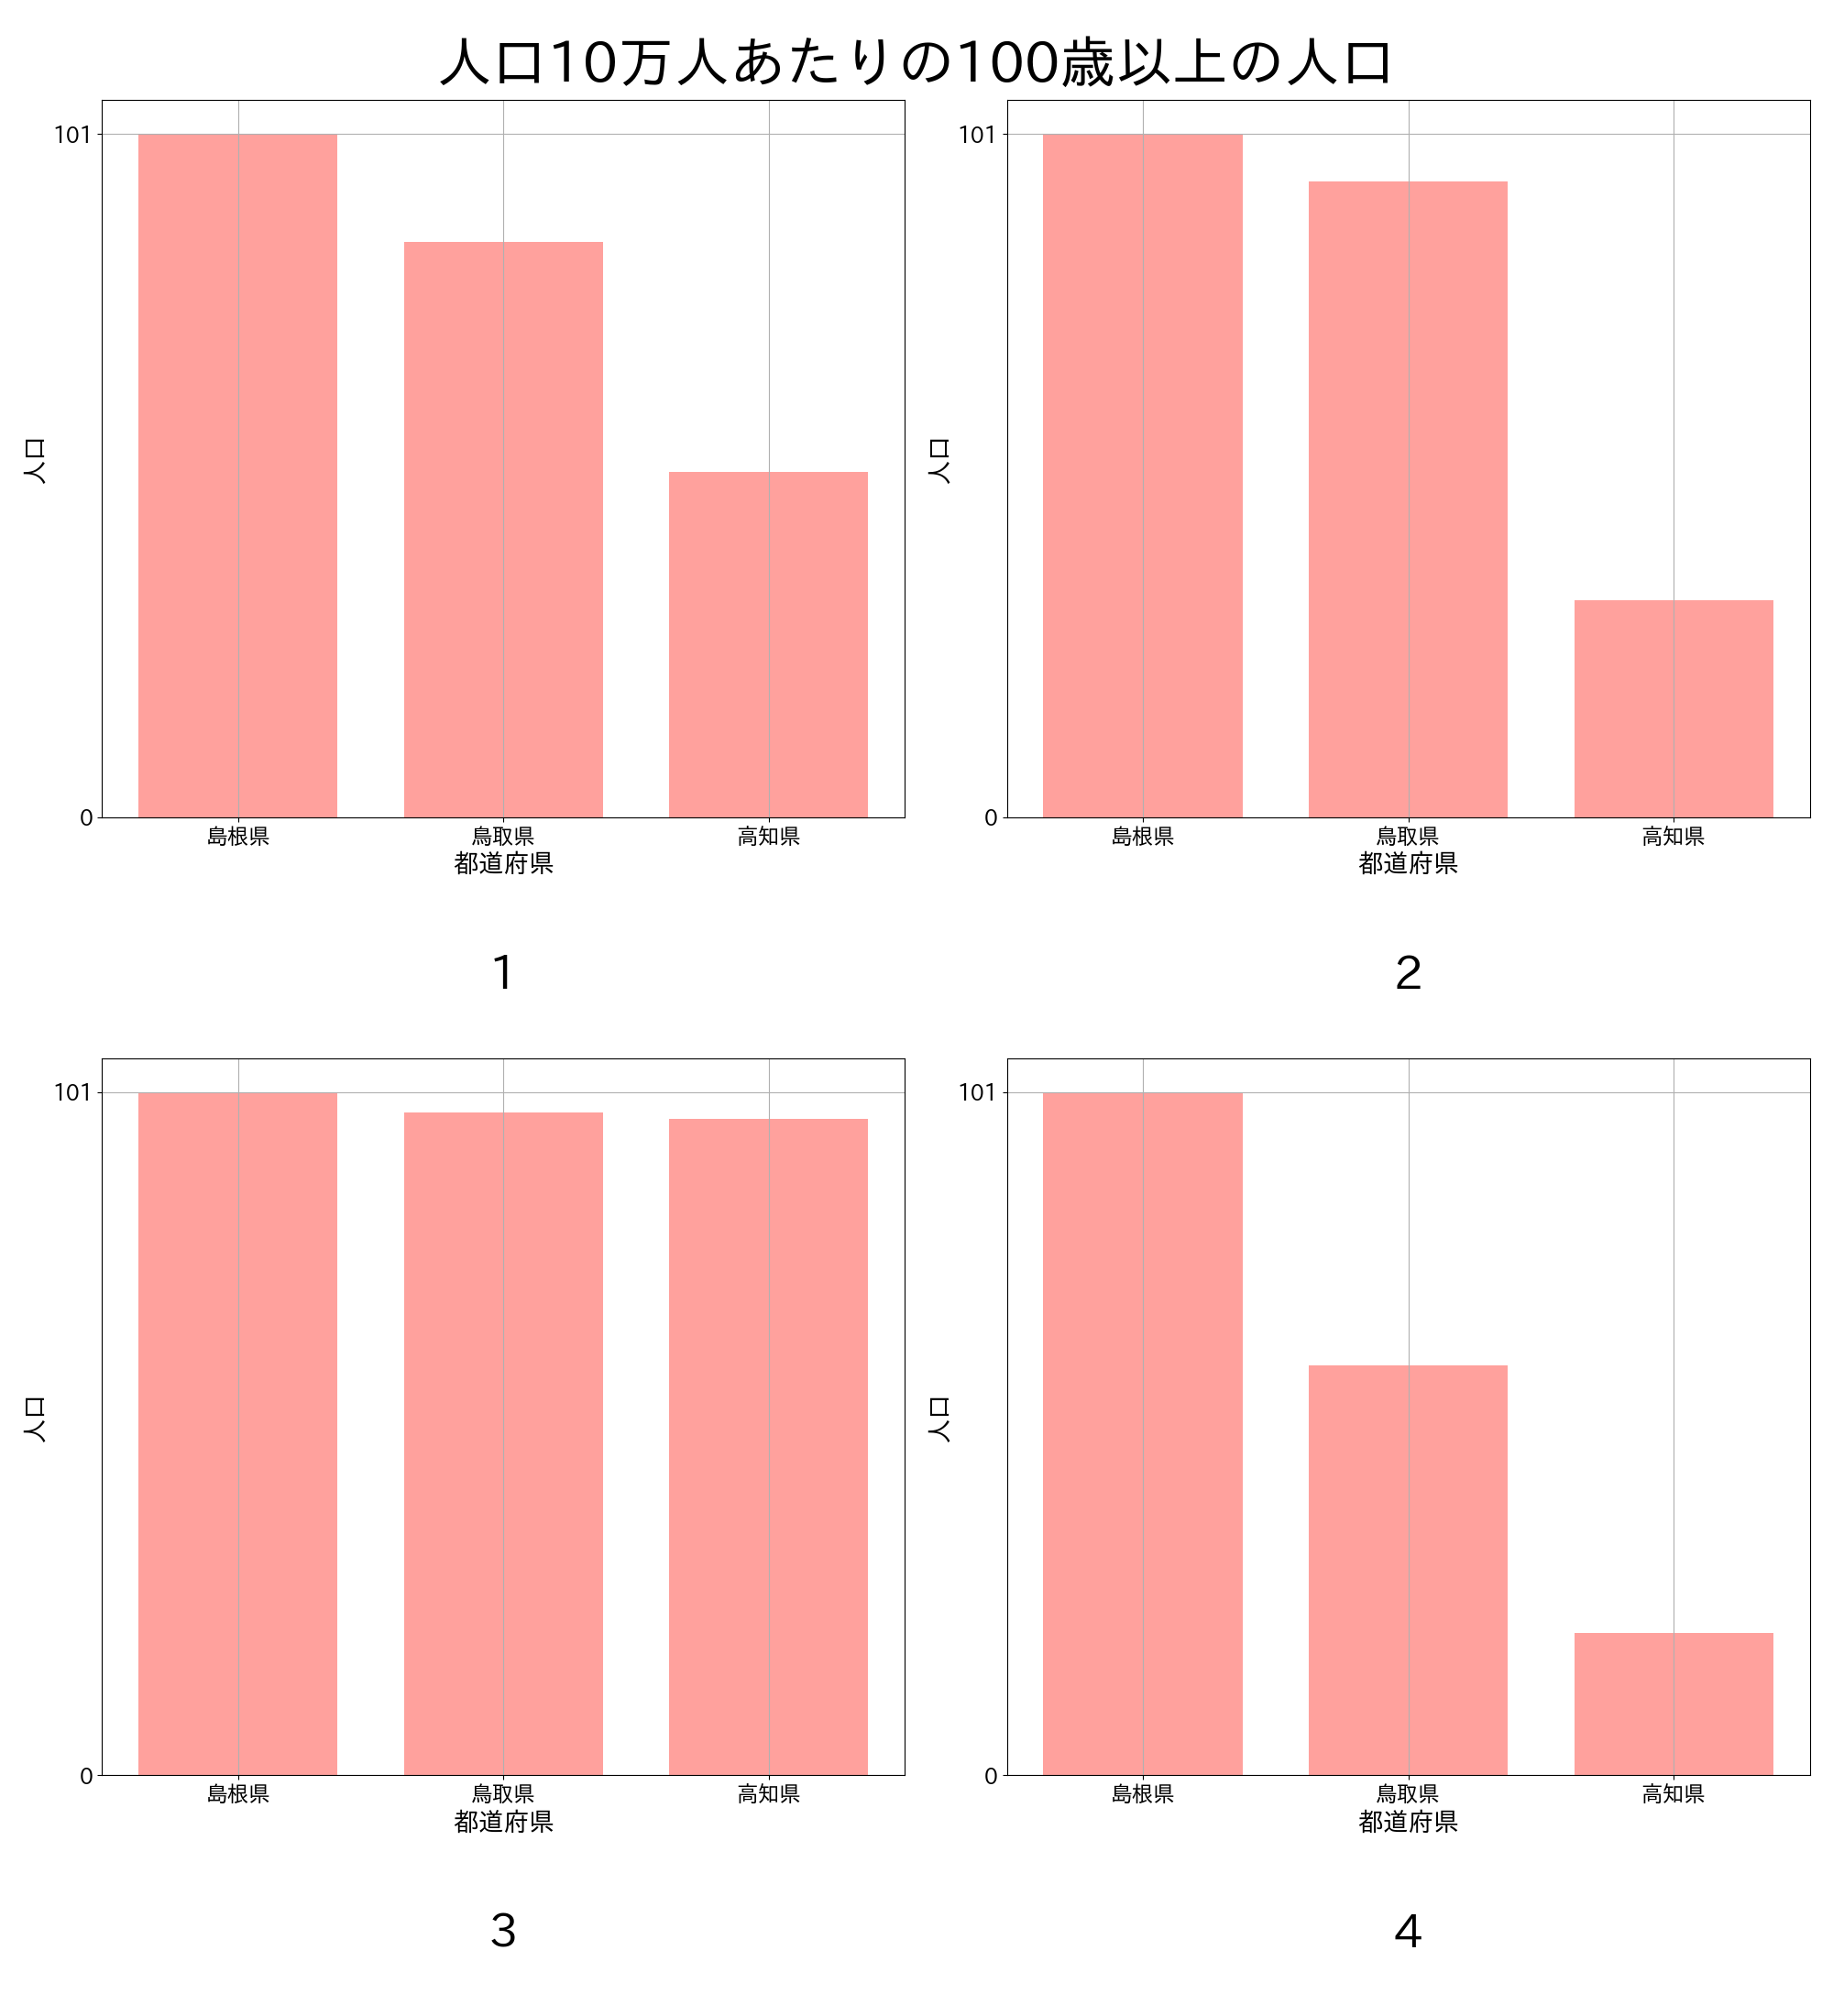 人口10万人あたりの100歳以上の人口
人口
101
0
島根県 鳥取県 高知県
都道府県
1
人口
101
0
島根県 鳥取県 高知県
都道府県
2
人口
101
0
島根県 鳥取県 高知県
都道府県
3
人口
101
0
島根県 鳥取県 高知県
都道府県
4